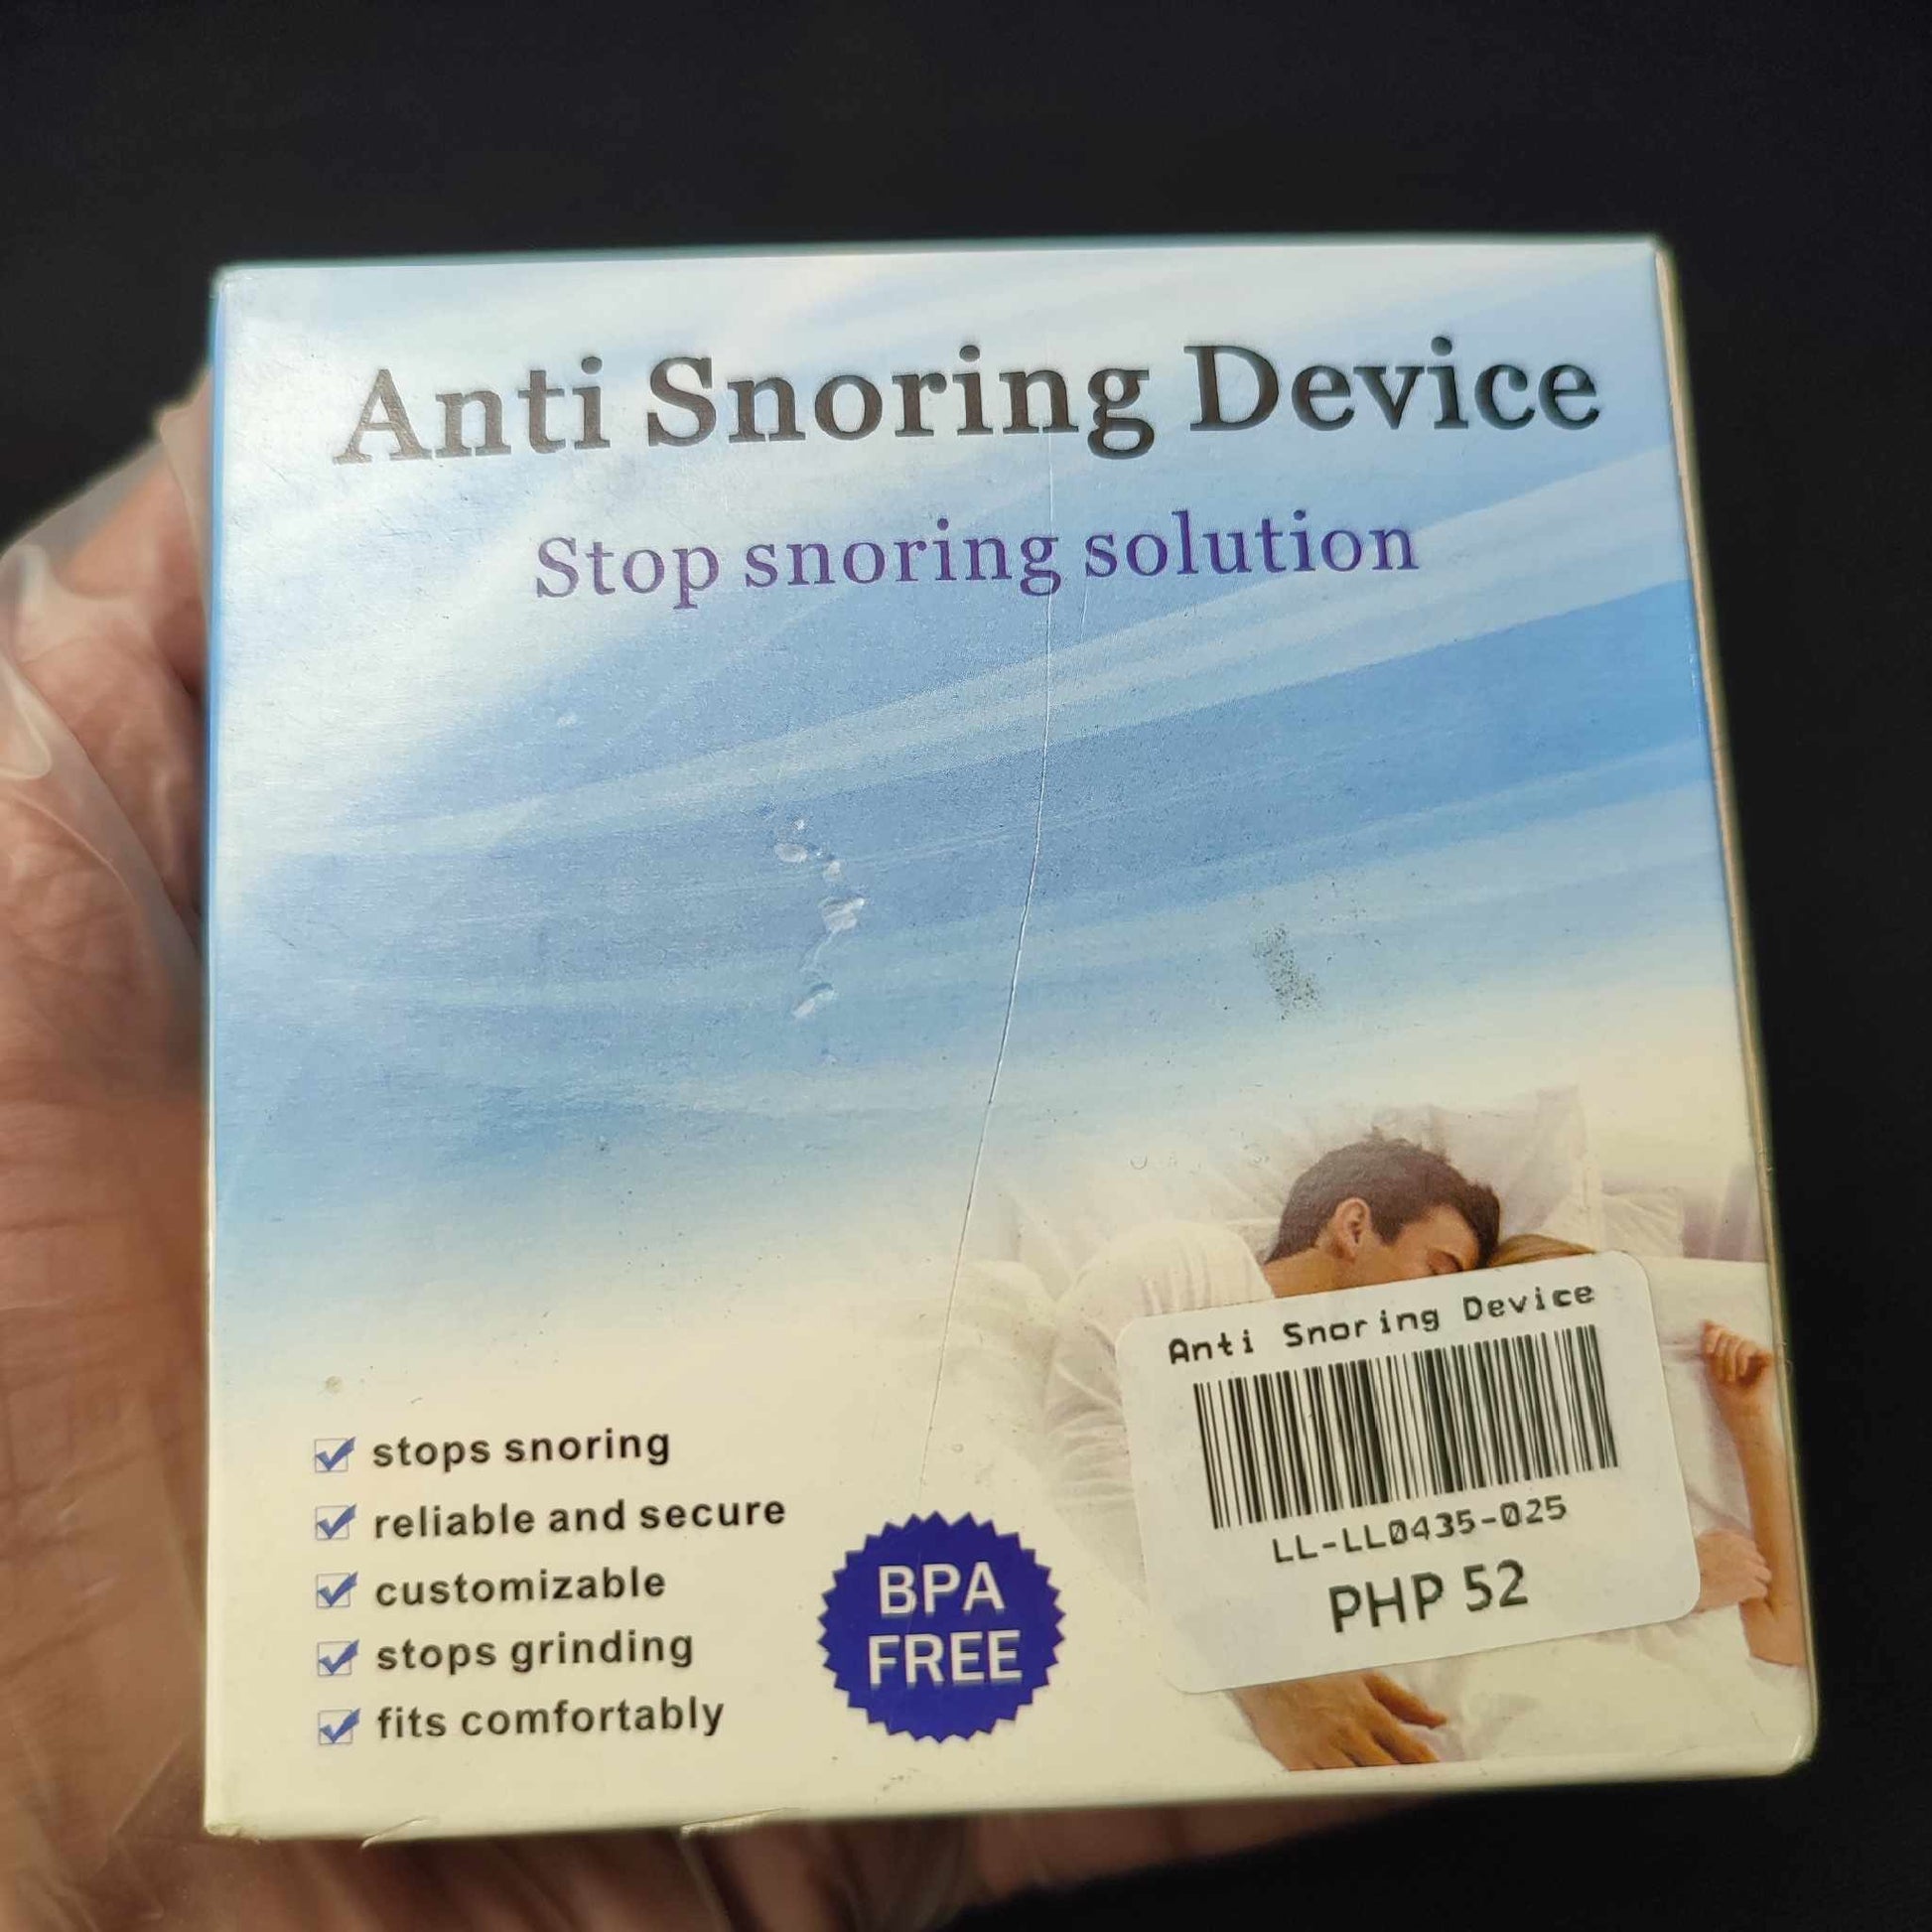 Anti Snoring Device
Stop snoring solution
stops snoring
reliable and secure
customizable
stops grinding
fits comfortably
BPA
FREE
Anti Snoring Device
LL-LL0435-025
PHP 52